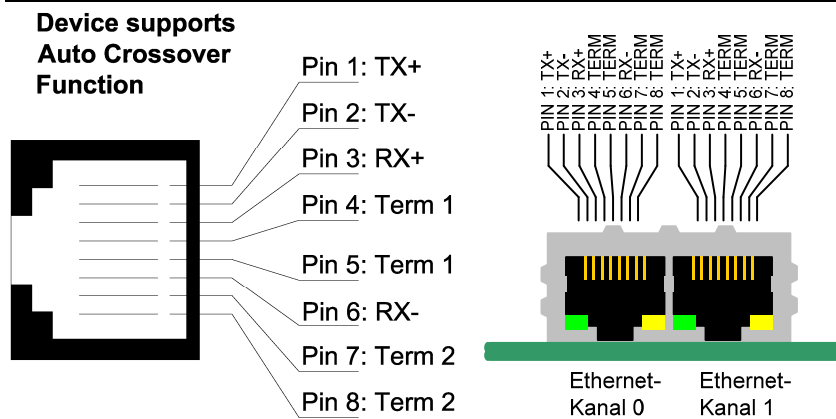 Device supports
Auto Crossover
Function
Pin 1: TX+
Pin 2: TX-
Pin 3: RX+
Pin 4: Term 1
Pin 5: Term 1
Pin 6: RX-
Pin 7: Term 2
Pin 8: Term 2
PIN 1: TX+
PIN 2: TX-
PIN 3: RX+
PIN 4: TERM
PIN 5: TERM
PIN 6: RX-
PIN 7: TERM
PIN 8: TERM
PIN 1: TX+
PIN 2: TX-
PIN 3: RX+
PIN 4: TERM
PIN 5: TERM
PIN 6: RX-
PIN 7: TERM
PIN 8: TERM
Ethernet-
Kanal 0
Ethernet-
Kanal 1